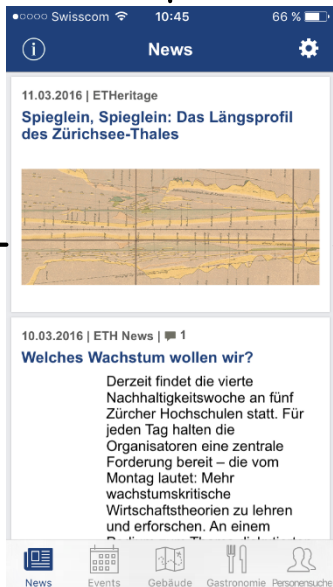 Swisscom 10:45 66 %
News
11.03.2016 | ETHeritage
Spieglein, Spieglein: Das Längsprofil
des Zürichsee-Thales
10.03.2016 | ETH News | 1
Welches Wachstum wollen wir?
Derzeit findet die vierte
Nachhaltigkeitswoche an fünf
Zürcher Hochschulen statt. Für
jeden Tag halten die
Organisatoren eine zentrale
Forderung bereit – die vom
Montag lautet: Mehr
wachstumskritische
Wirtschaftstheorien zu lehren
und erforschen. An einem
News Events Gebäude Gastronomie Personensuche